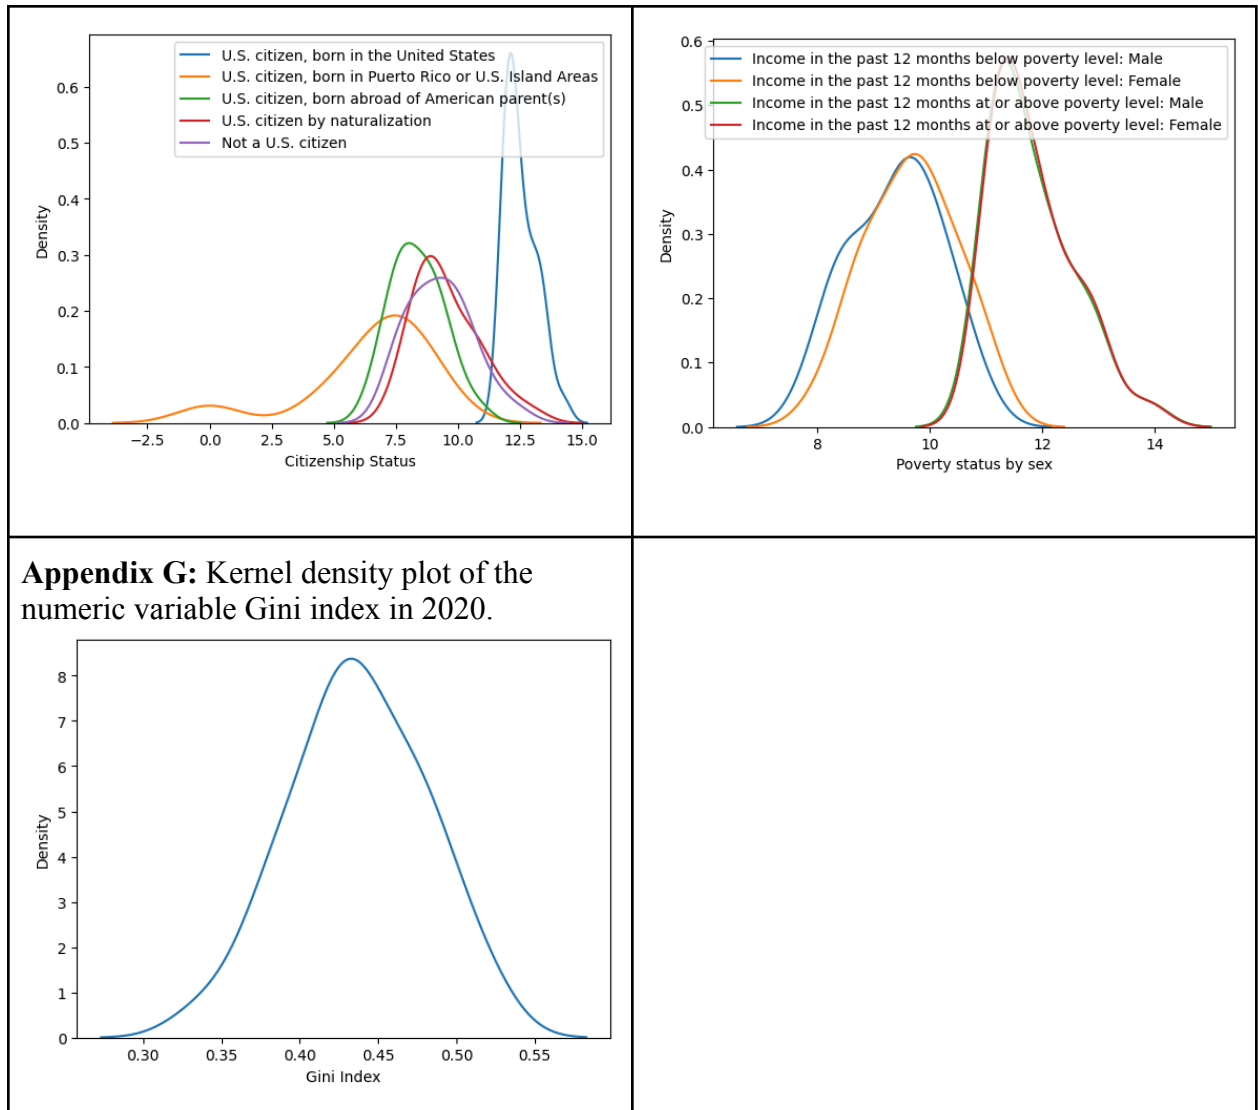 U.S. citizen, born in the United States
U.S. citizen, born in Puerto Rico or U.S. Island Areas
U.S. citizen, born abroad of American parent(s)
U.S. citizen by naturalization
Not a U.S. citizen
Density
0.6
0.5
0.4
0.3
0.2
0.1
0.0
−2.5 0.0 2.5 5.0 7.5 10.0 12.5 15.0
Citizenship Status
Income in the past 12 months below poverty level: Male
Income in the past 12 months below poverty level: Female
Income in the past 12 months at or above poverty level: Male
Income in the past 12 months at or above poverty level: Female
Density
0.6
0.5
0.4
0.3
0.2
0.1
0.0
8 10 12 14
Poverty status by sex
Appendix G: Kernel density plot of the
numeric variable Gini index in 2020.
Density
8
7
6
5
4
3
2
1
0
0.30 0.35 0.40 0.45 0.50 0.55
Gini Index